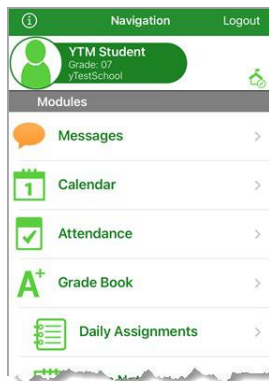 Navigation
Logout
YTM Student
Grade: 07
yTestSchool
Modules
Messages
1
Calendar
Attendance
A+
Grade Book
Daily Assignments